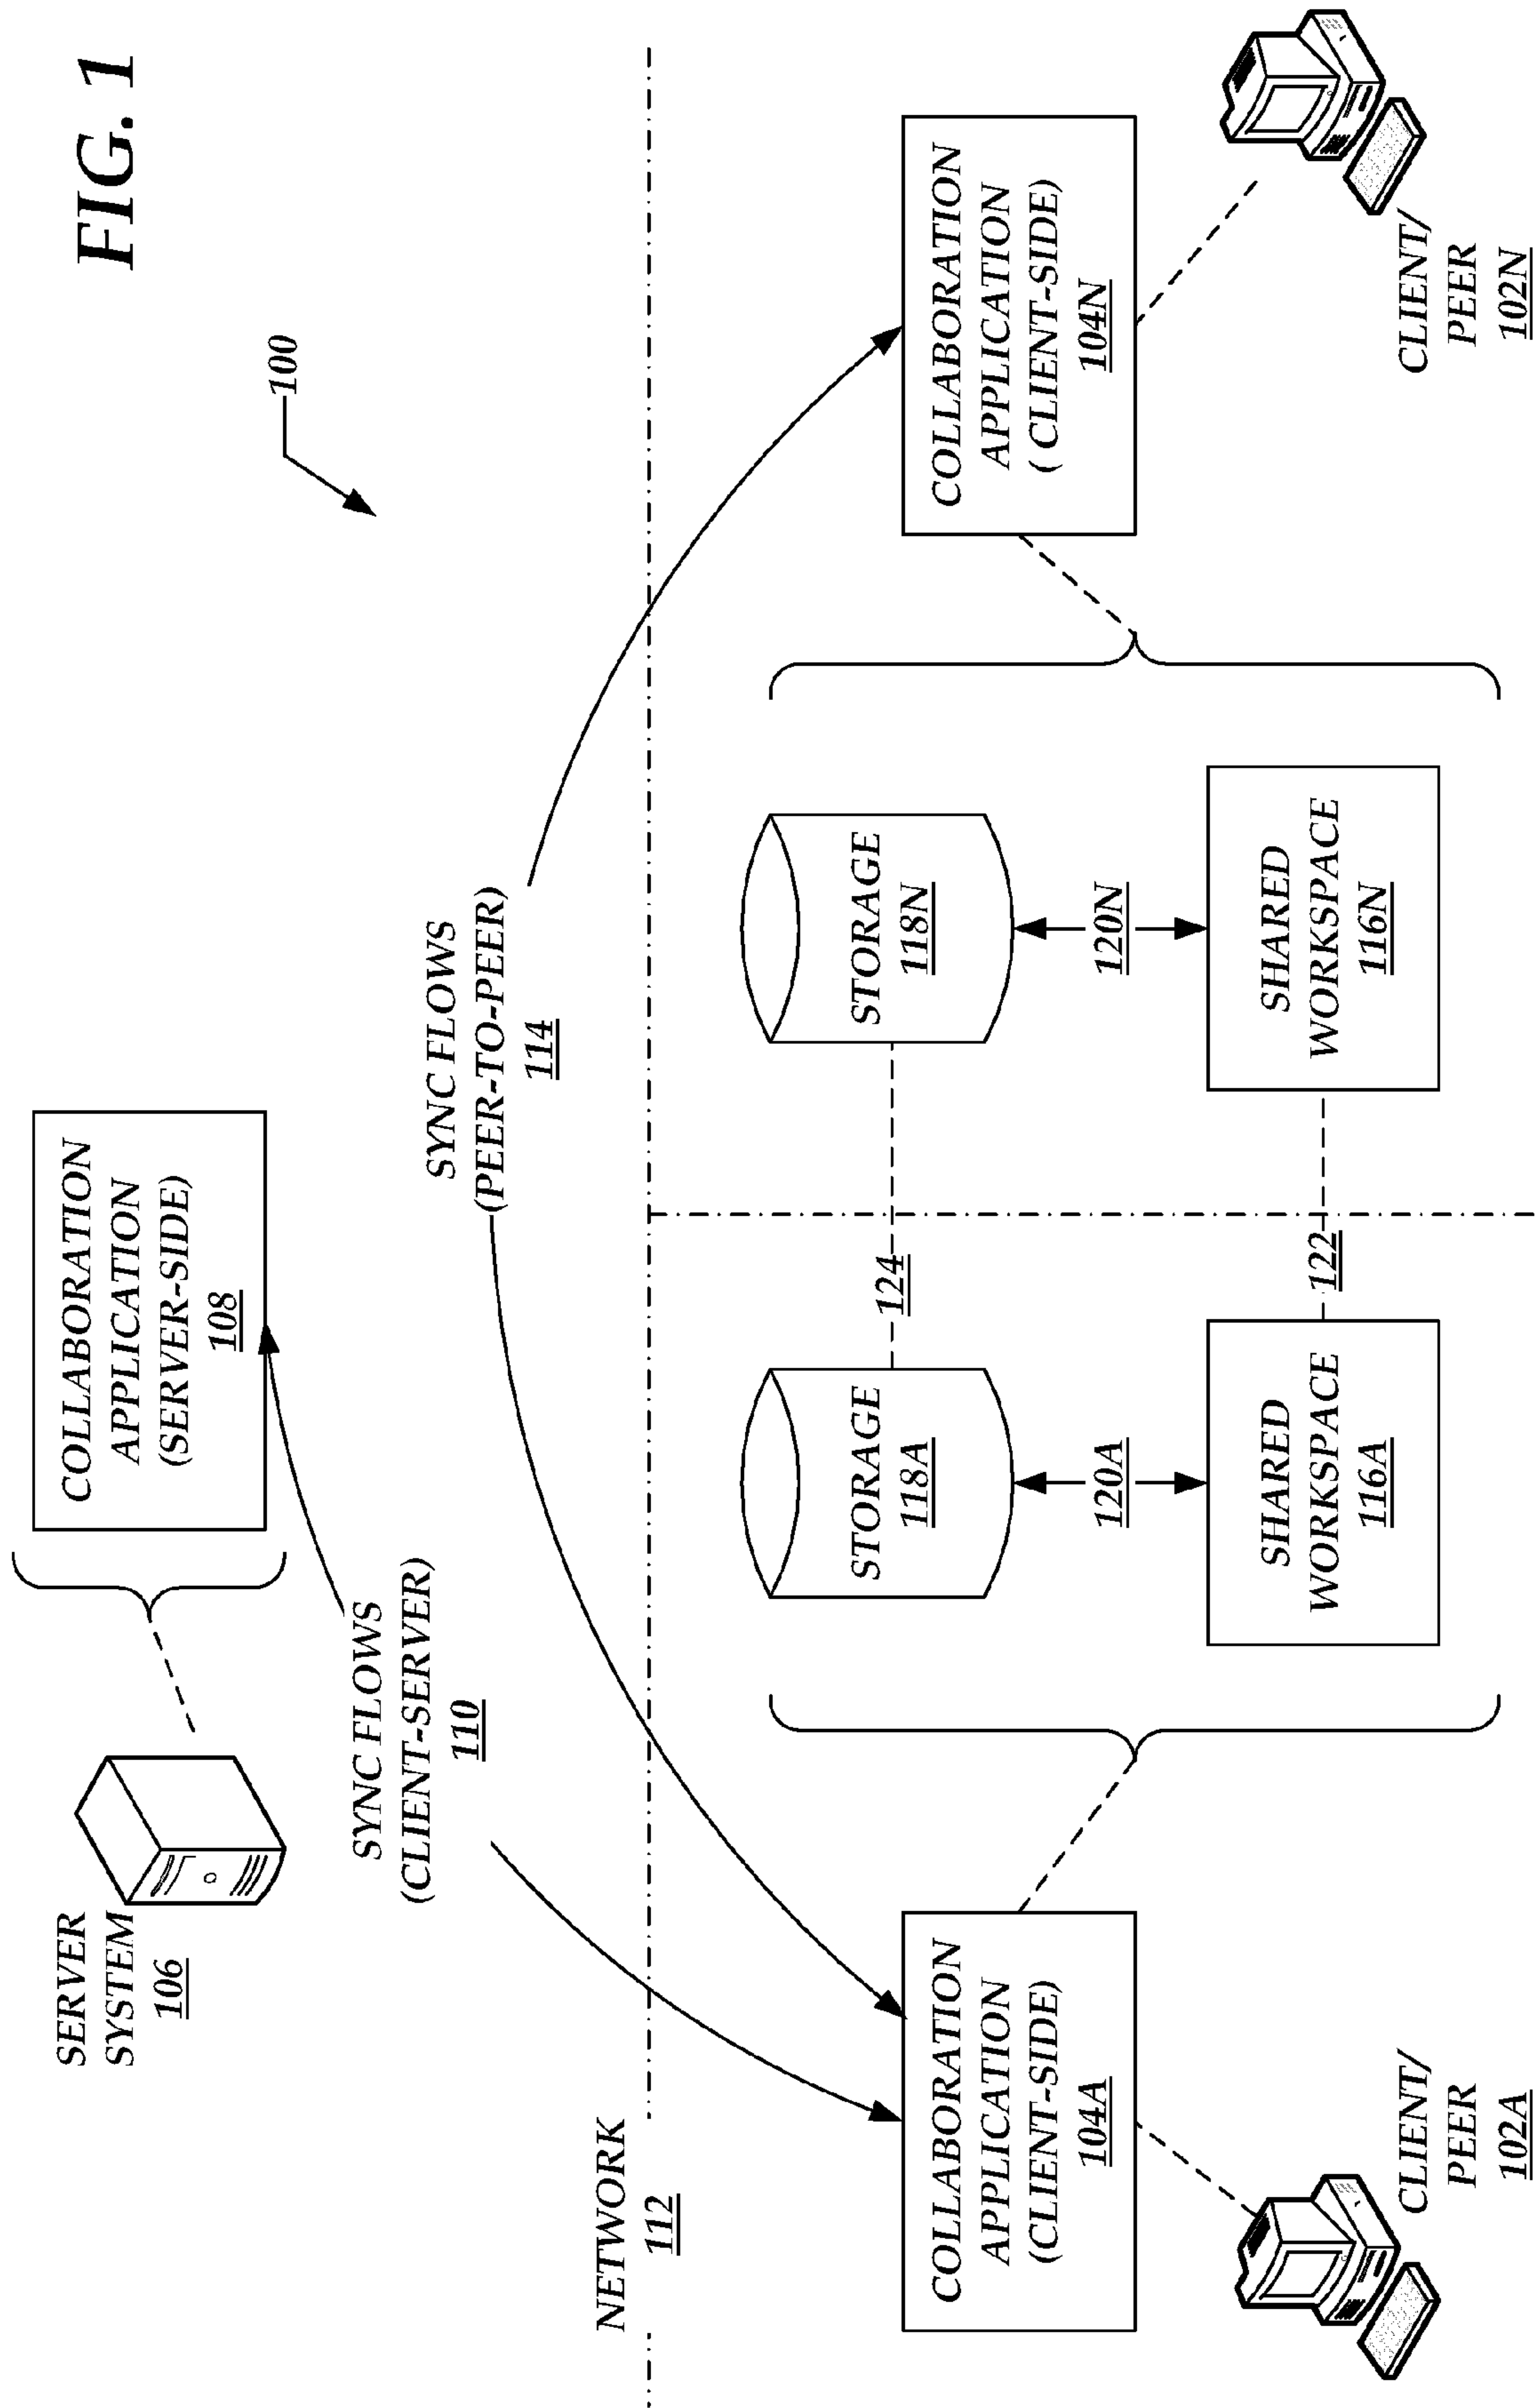 FIG. 1
100
SERVER
SYSTEM
106
COLLABORATION
APPLICATION
(SERVER-SIDE)
108
SYNC FLOWS
(CLIENT-SERVER)
110
SYNC FLOWS
(PEER-TO-PEER)
114
NETWORK
112
COLLABORATION
APPLICATION
(CLIENT-SIDE)
104A
STORAGE
118A
124
STORAGE
118N
COLLABORATION
APPLICATION
( CLIENT-SIDE)
104N
120A
120N
SHARED
WORKSPACE
116A
122
SHARED
WORKSPACE
116N
CLIENT/
PEER
102A
CLIENT/
PEER
102N